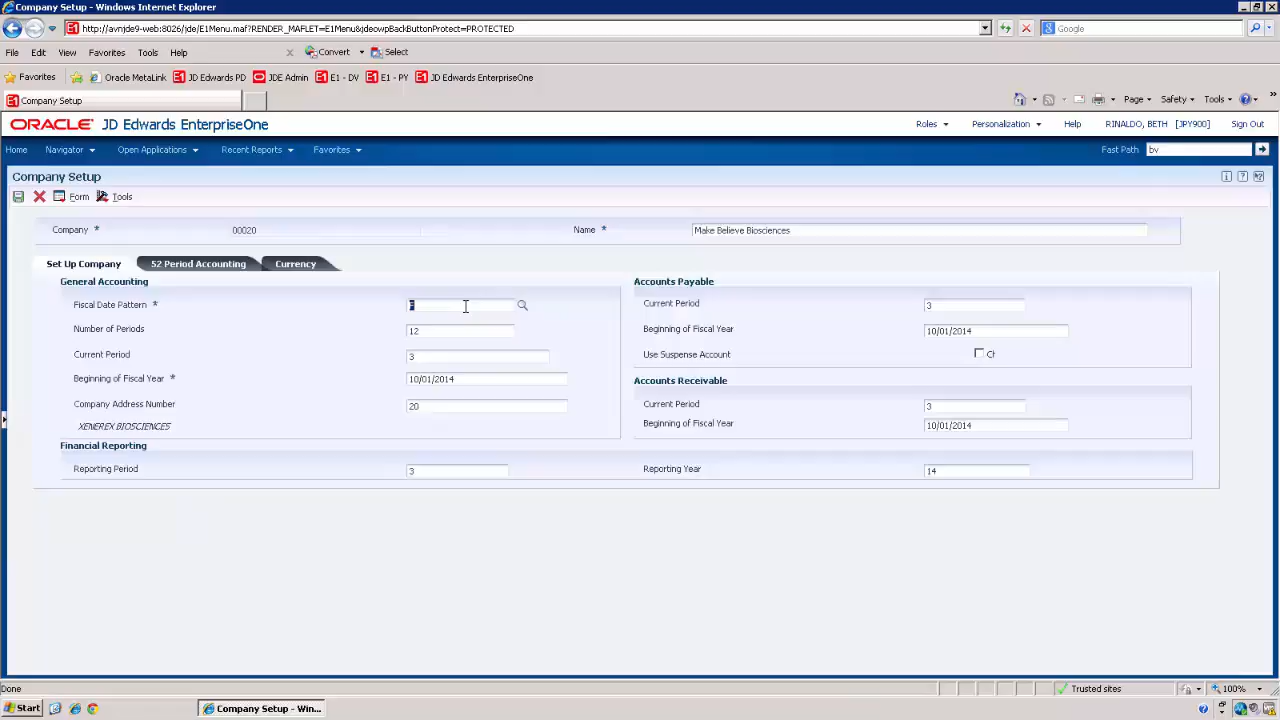 Company Setup - Windows Internet Explorer
http://avnjde9-web:8026/jde/E1Menu.maf?RENDER_MAFLET=E1Menu&jdeowpBackButtonProtect=PROTECTED
Google
File Edit View Favorites Tools Help
Convert Select
Favorites Oracle MetaLink JD Edwards PD JDE Admin E1 - DV E1 - PY JD Edwards EnterpriseOne
Company Setup
Page Safety Tools
ORACLE JD Edwards EnterpriseOne
Roles Personalization Help RINALDO, BETH [JPY900] Sign Out
Home Navigator Open Applications Recent Reports Favorites Fast Path bv
Company Setup
Form Tools
Company * 00020 Name * Make Believe Biosciences
Set Up Company 52 Period Accounting Currency
General Accounting Accounts Payable
Fiscal Date Pattern * F Current Period 3
Number of Periods 12 Beginning of Fiscal Year 10/01/2014
Current Period 3 Use Suspense Account Cł
Beginning of Fiscal Year * 10/01/2014 Accounts Receivable
Company Address Number 20 Current Period 3
XENEREX BIOSCIENCES Beginning of Fiscal Year 10/01/2014
Financial Reporting
Reporting Period 3 Reporting Year 14
Done Trusted sites 100%
Start Company Setup - Win...